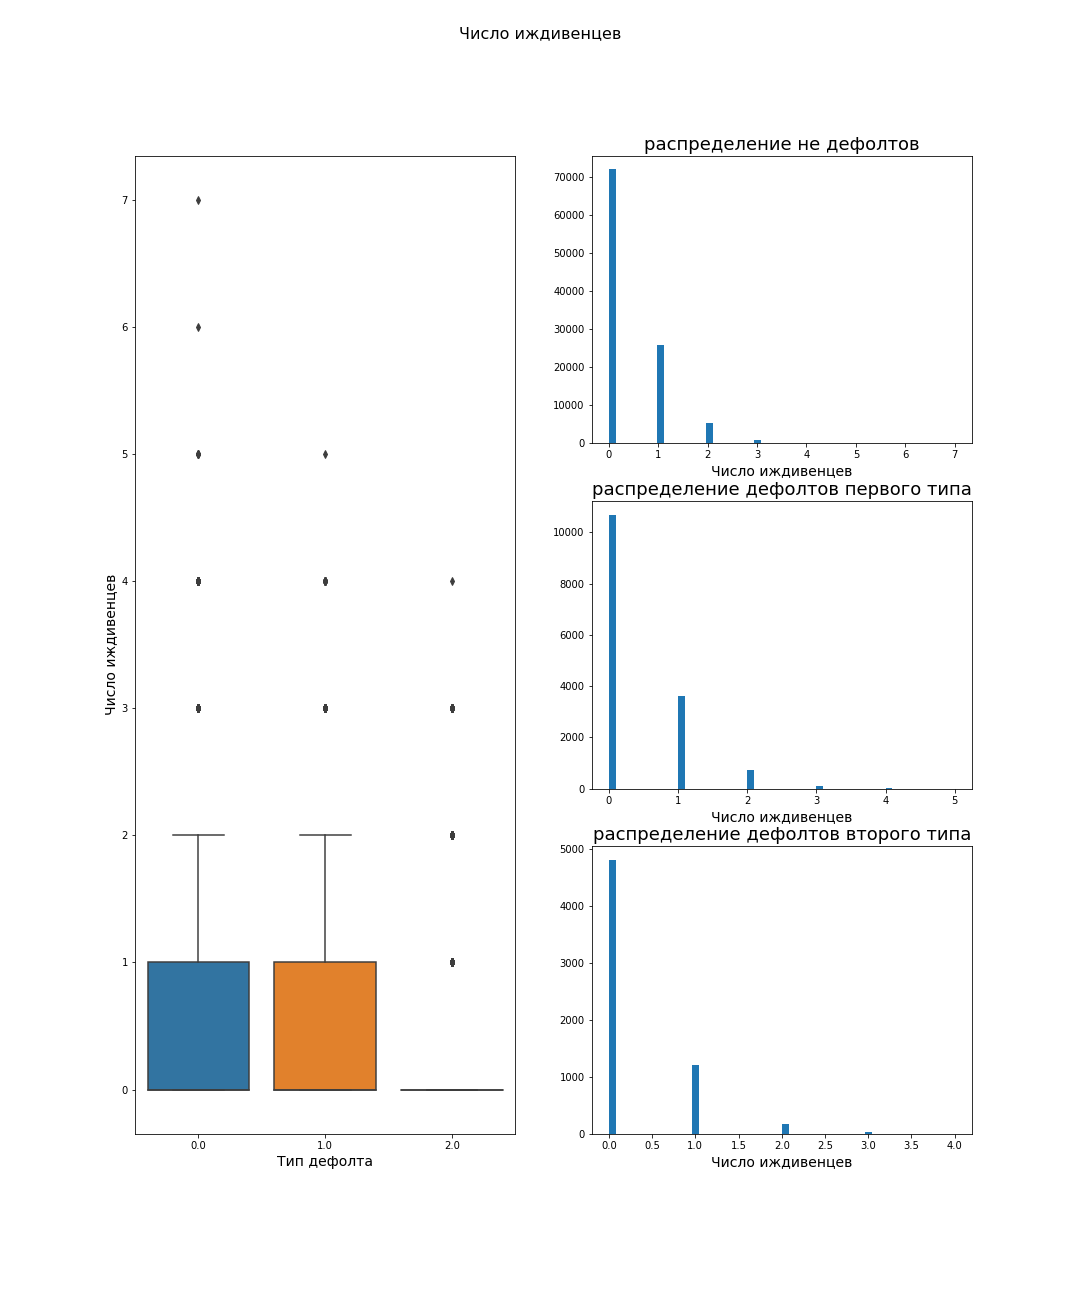 Число иждивенцев
Число иждивенцев
7
6
5
4
3
2
1
0
0.0 1.0 2.0
Тип дефолта
распределение не дефолтов
70000
60000
50000
40000
30000
20000
10000
0
0 1 2 3 4 5 6 7
Число иждивенцев
распределение дефолтов первого типа
10000
8000
6000
4000
2000
0
0 1 2 3 4 5
Число иждивенцев
распределение дефолтов второго типа
5000
4000
3000
2000
1000
0
0.0 0.5 1.0 1.5 2.0 2.5 3.0 3.5 4.0
Число иждивенцев